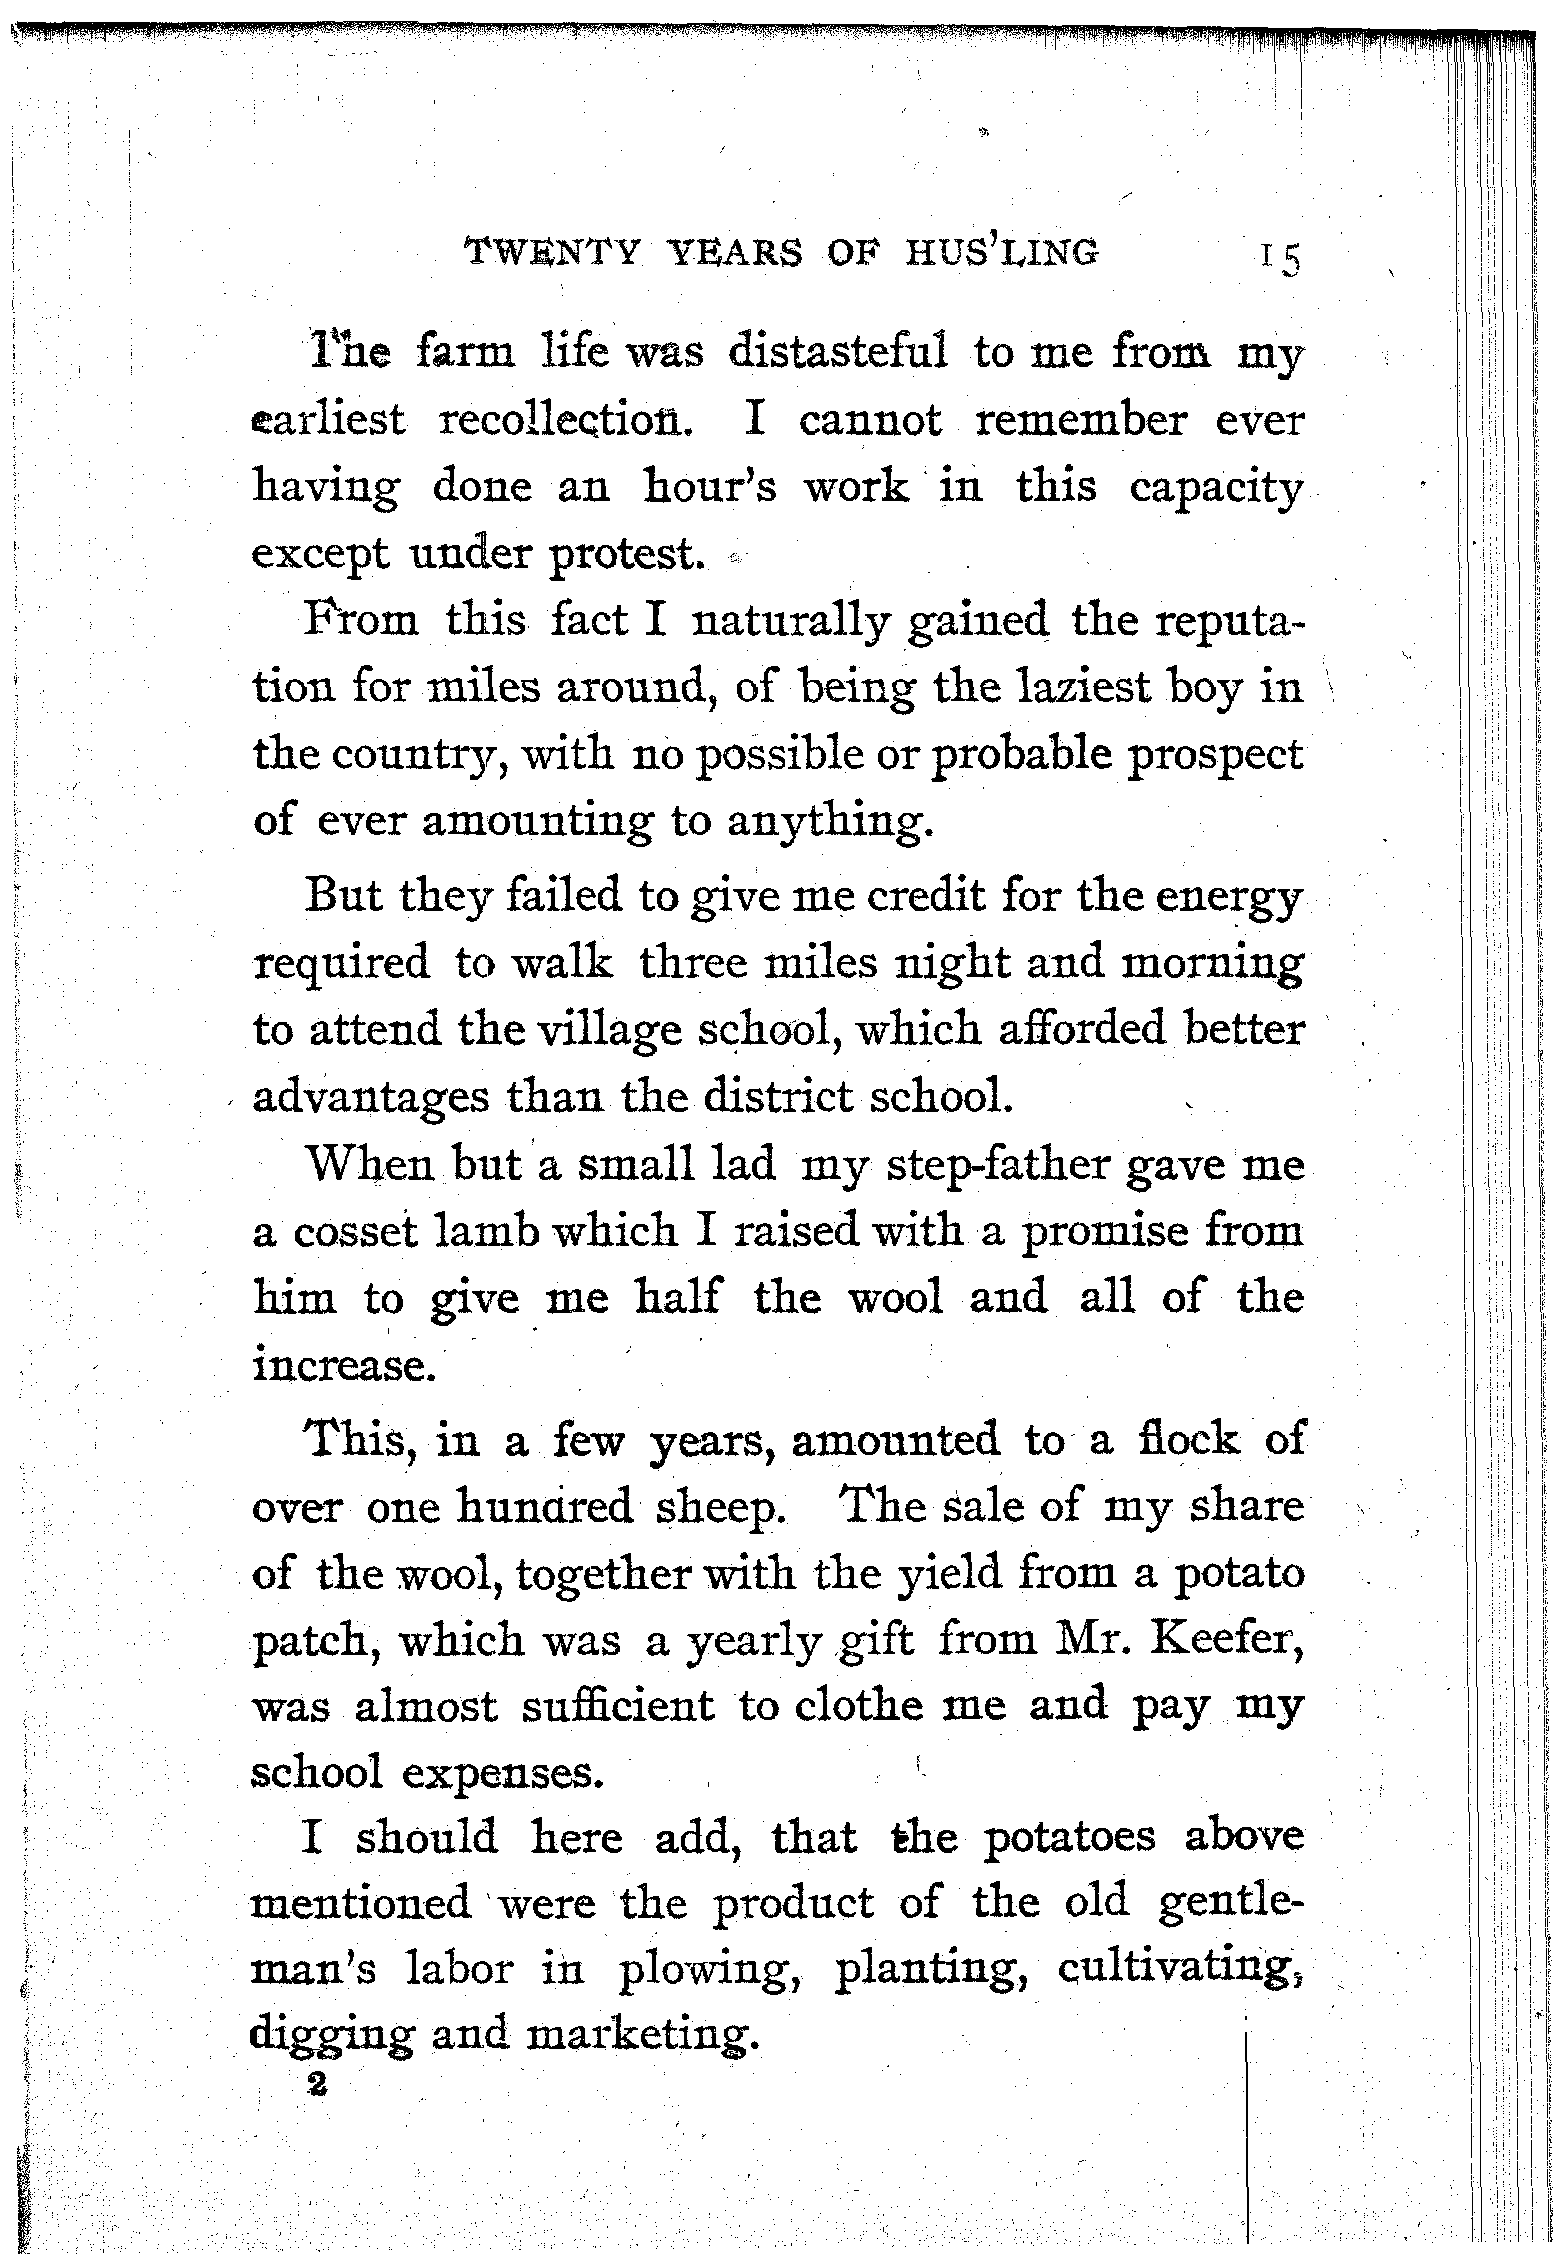 TWENTY YEARS OF HUS'LING 15
The farm life was distasteful to me from my
earliest recollection. I cannot remember ever
having done an hour's work in this capacity
except under protest.
From this fact I naturally gained the reputa-
tion for miles around, of being the laziest boy in
the country, with no possible or probable prospect
of ever amounting to anything.
But they failed to give me credit for the energy
required to walk three miles night and morning
to attend the village school, which afforded better
advantages than the district school.
When but a small lad my step-father gave me
a cosset lamb which I raised with a promise from
him to give me half the wool and all of the
increase.
This, in a few years, amounted to a flock of
over one hundred sheep. The sale of my share
of the wool, together with the yield from a potato
patch, which was a yearly gift from Mr. Keefer,
was almost sufficient to clothe me and pay my
school expenses.
I should here add, that the potatoes above
mentioned were the product of the old gentle-
man's labor in plowing, planting, cultivating,
digging and marketing.
2